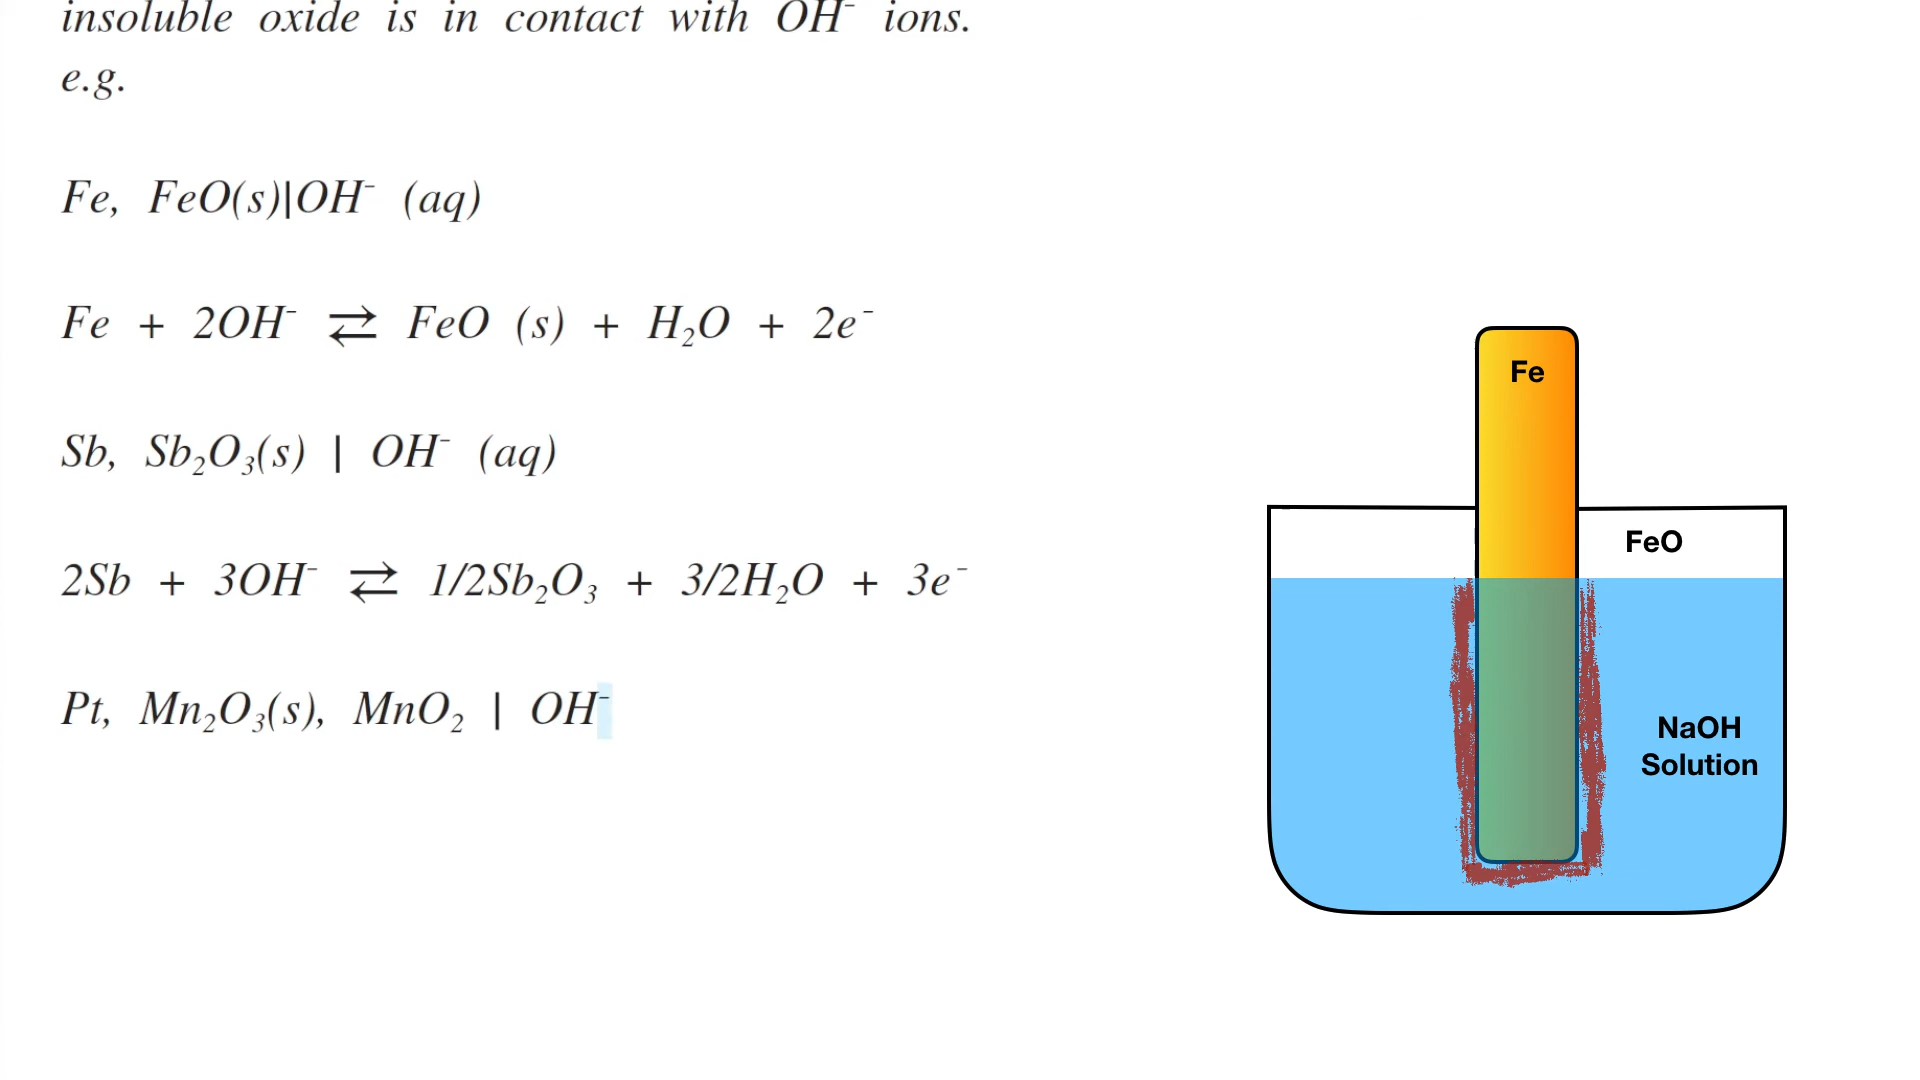 insoluble oxide is in contact with OH⁻ ions.
e.g.
Fe, FeO(s)|OH⁻ (aq)
Fe + 2OH⁻ ⇄ FeO (s) + H₂O + 2e⁻
Sb, Sb₂O₃(s) | OH⁻ (aq)
2Sb + 3OH⁻ ⇄ 1/2Sb₂O₃ + 3/2H₂O + 3e⁻
Pt, Mn₂O₃(s), MnO₂ | OH⁻
Fe
FeO
NaOH
Solution